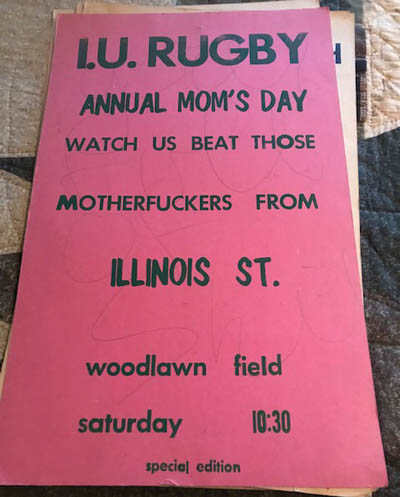 I.U. RUGBY
ANNUAL MOM'S DAY
WATCH US BEAT THOSE
MOTHERFUCKERS FROM
ILLINOIS ST.
woodlawn field
saturday 10:30
special edition
H